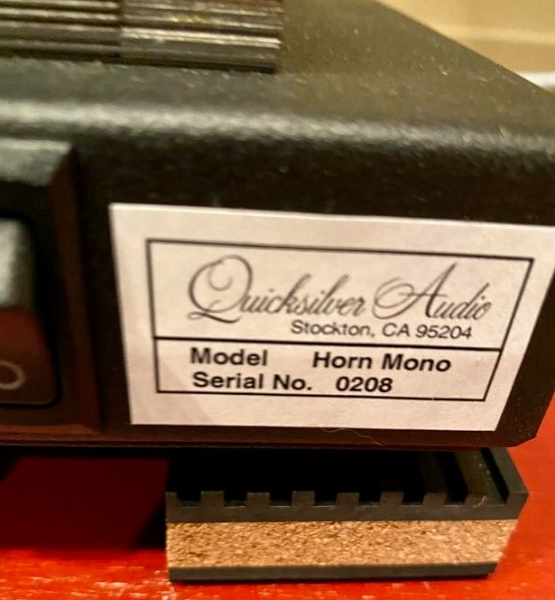 Quicksilver Audio
Stockton, CA 95204
Model Horn Mono
Serial No. 0208